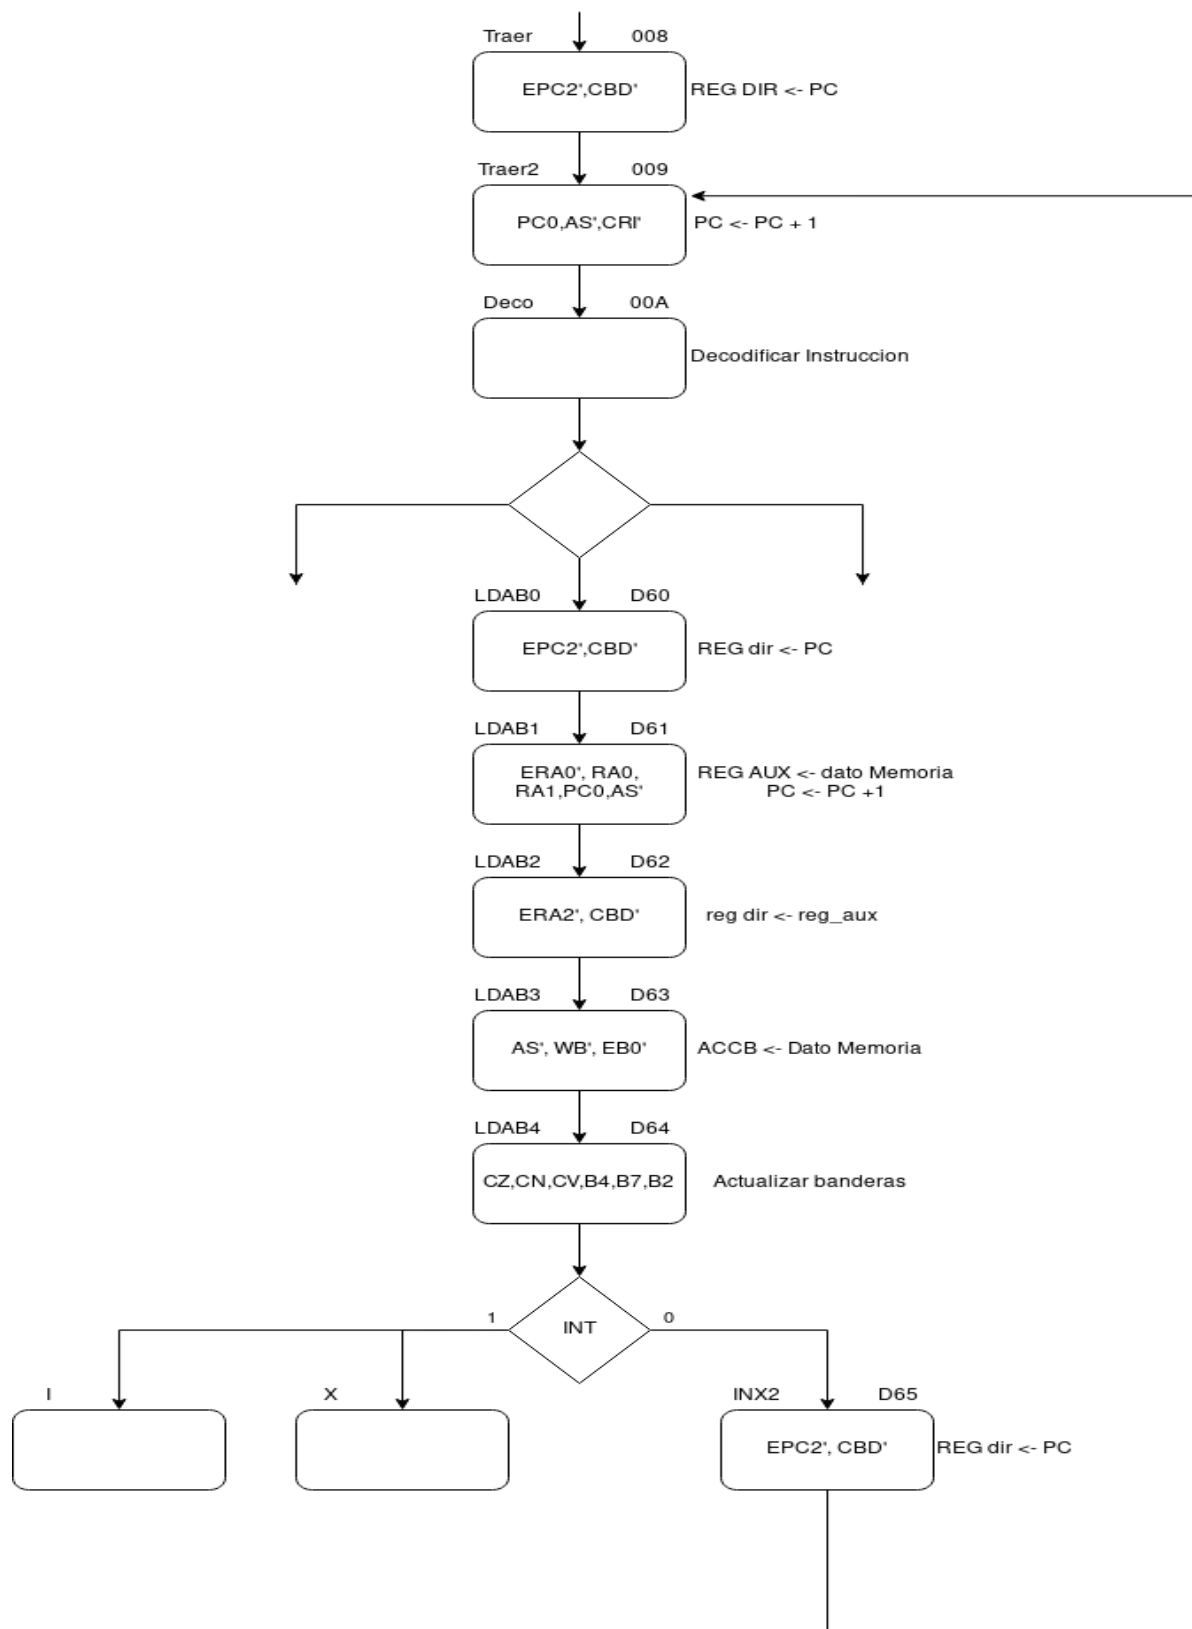 Traer 008
EPC2',CBD' REG DIR <- PC
Traer2 009
PC0,AS',CRI' PC <- PC + 1
Deco 00A
Decodificar Instruccion
LDAB0 D60
EPC2',CBD' REG dir <- PC
LDAB1 D61
ERA0', RA0, REG AUX <- dato Memoria
RA1,PC0,AS' PC <- PC +1
LDAB2 D62
ERA2', CBD' reg dir <- reg_aux
LDAB3 D63
AS', WB', EB0' ACCB <- Dato Memoria
LDAB4 D64
CZ,CN,CV,B4,B7,B2 Actualizar banderas
1 INT 0
I X INX2 D65
EPC2', CBD' REG dir <- PC